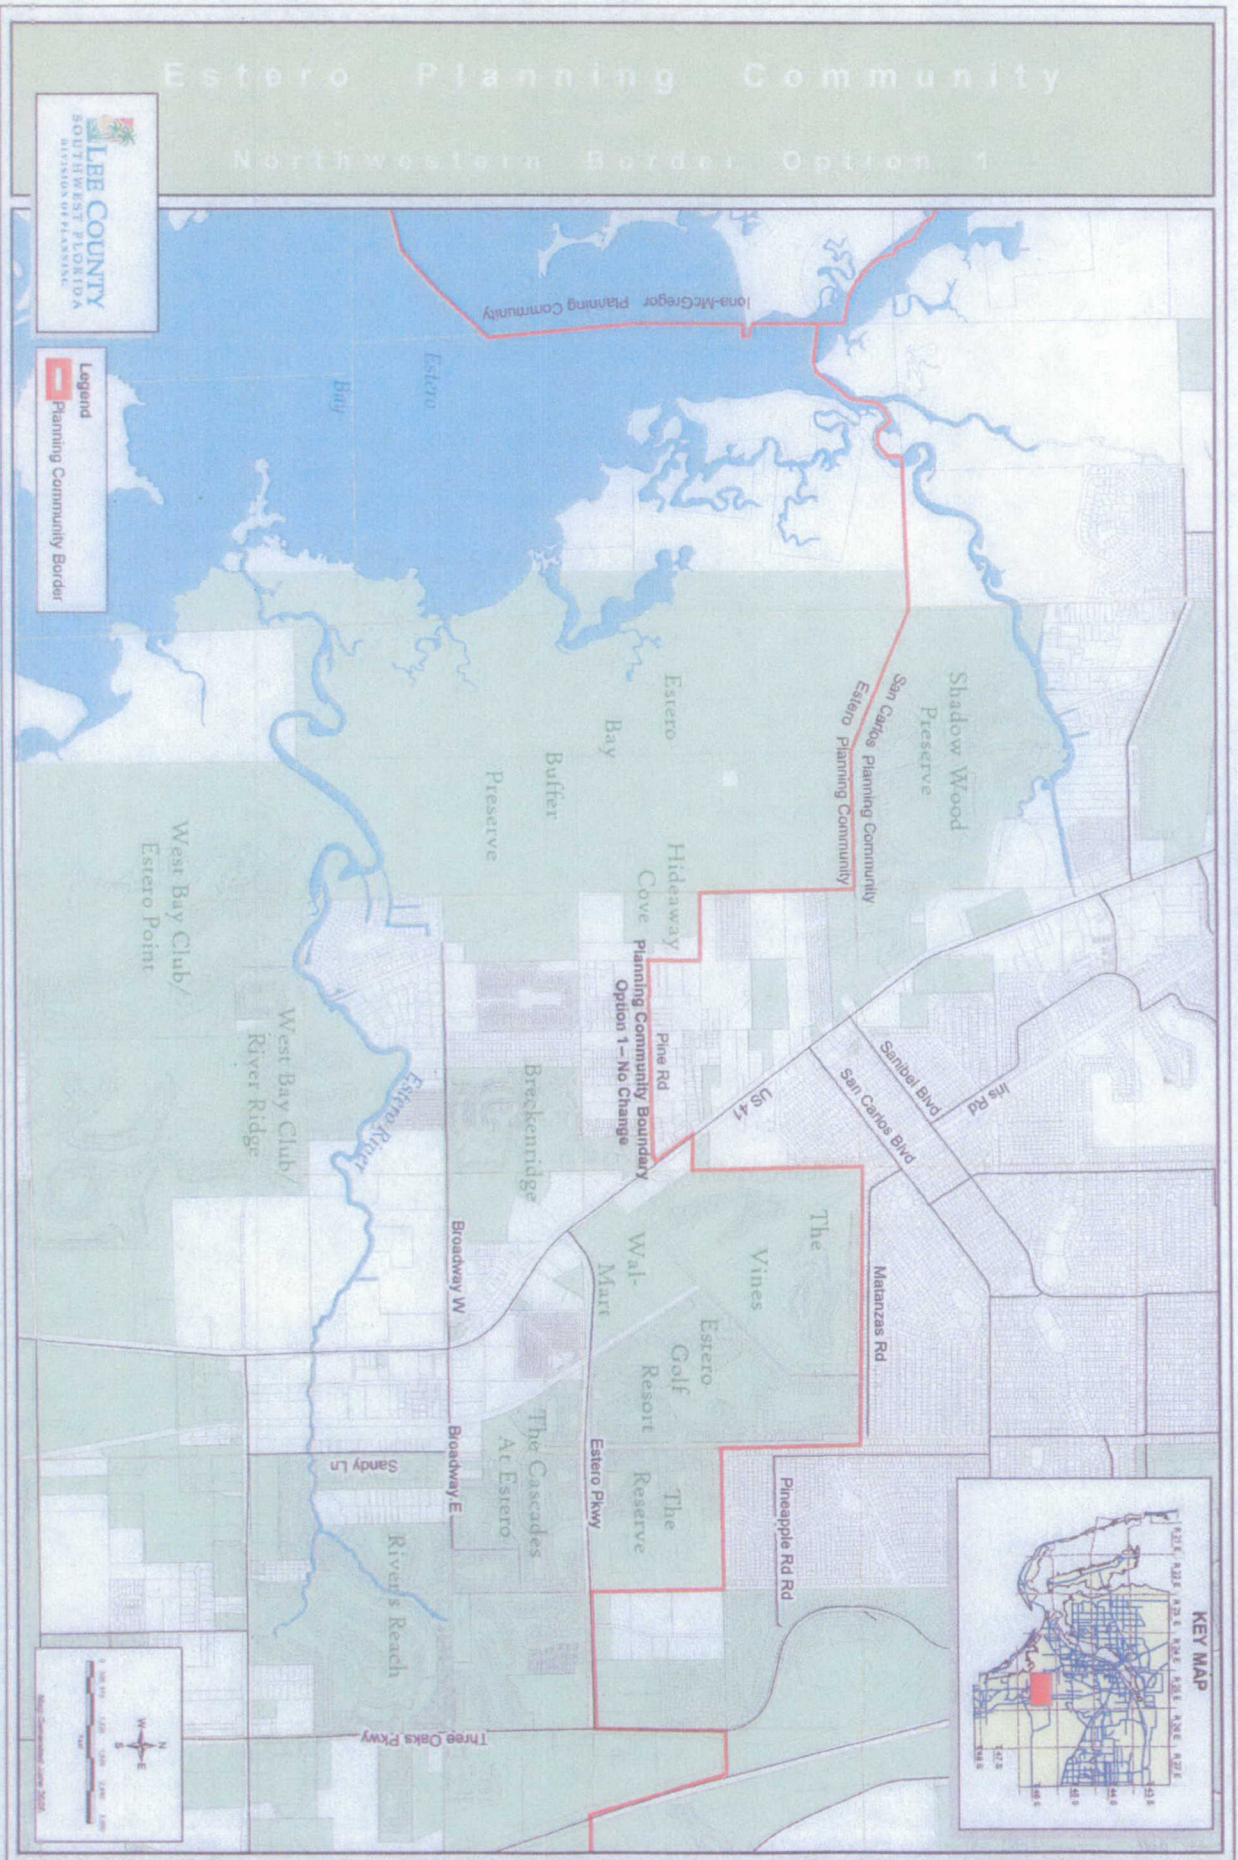 Estero Planning Community
Northwestern Border, Option 1
LEE COUNTY
SOUTHWEST FLORIDA
DIVISION OF PLANNING
Legend
Planning Community Border
Iona-McGregor Planning Community
Estero
Bay
Shadow Wood
Preserve
San Carlos Planning Community
Estero Planning Community
Estero
Bay
Buffer
Preserve
Hideaway
Cove
Planning Community Boundary
Option 1 – No Change
Pine Rd
US 41
Sanibel Blvd
San Carlos Blvd
Iris Rd
West Bay Club/
Estero Point
West Bay Club/
River Ridge
Estero River
Breckenridge
Broadway W
The
Vines
Wal-
Mart
Matanzas Rd
Estero
Golf
Resort
The
Reserve
The Cascades
At Estero
Estero Pkwy
Broadway E
Sandy Ln
Rivers Reach
Pineapple Rd Rd
Three Oaks Pkwy
KEY MAP
N
W
E
S